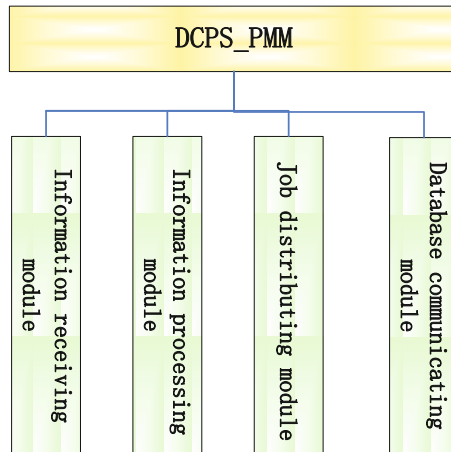 DCPS_PMM
Information receiving
module
Information processing
module
Job distributing module
Database communicating
module